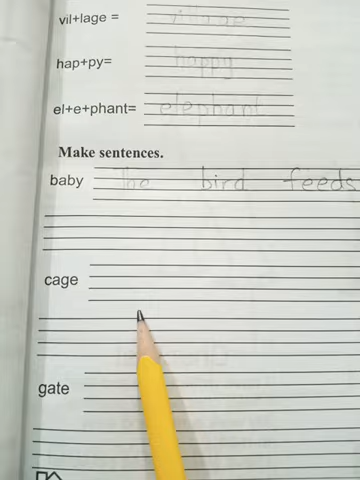 vil+lage = village
hap+py= happy
el+e+phant= elephant
Make sentences.
baby The bird feeds
cage
gate